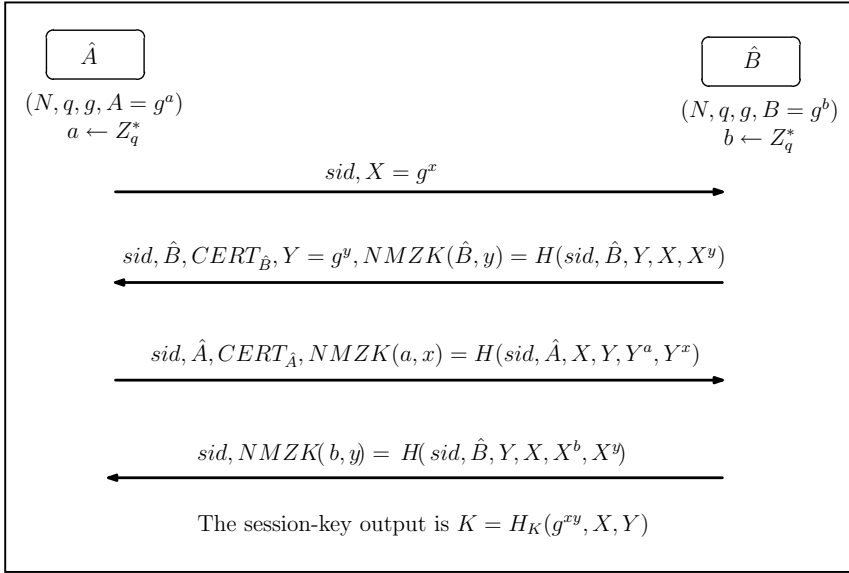 Â
B̂
(N, q, g, A = g^a)
a ← Z_q^*
(N, q, g, B = g^b)
b ← Z_q^*
sid, X = g^x
sid, B̂, CERT_B̂, Y = g^y, NMZK(B̂, y) = H(sid, B̂, Y, X, X^y)
sid, Â, CERT_Â, NMZK(a, x) = H(sid, Â, X, Y, Y^a, Y^x)
sid, NMZK(b, y) = H(sid, B̂, Y, X, X^b, X^y)
The session-key output is K = H_K(g^{xy}, X, Y)